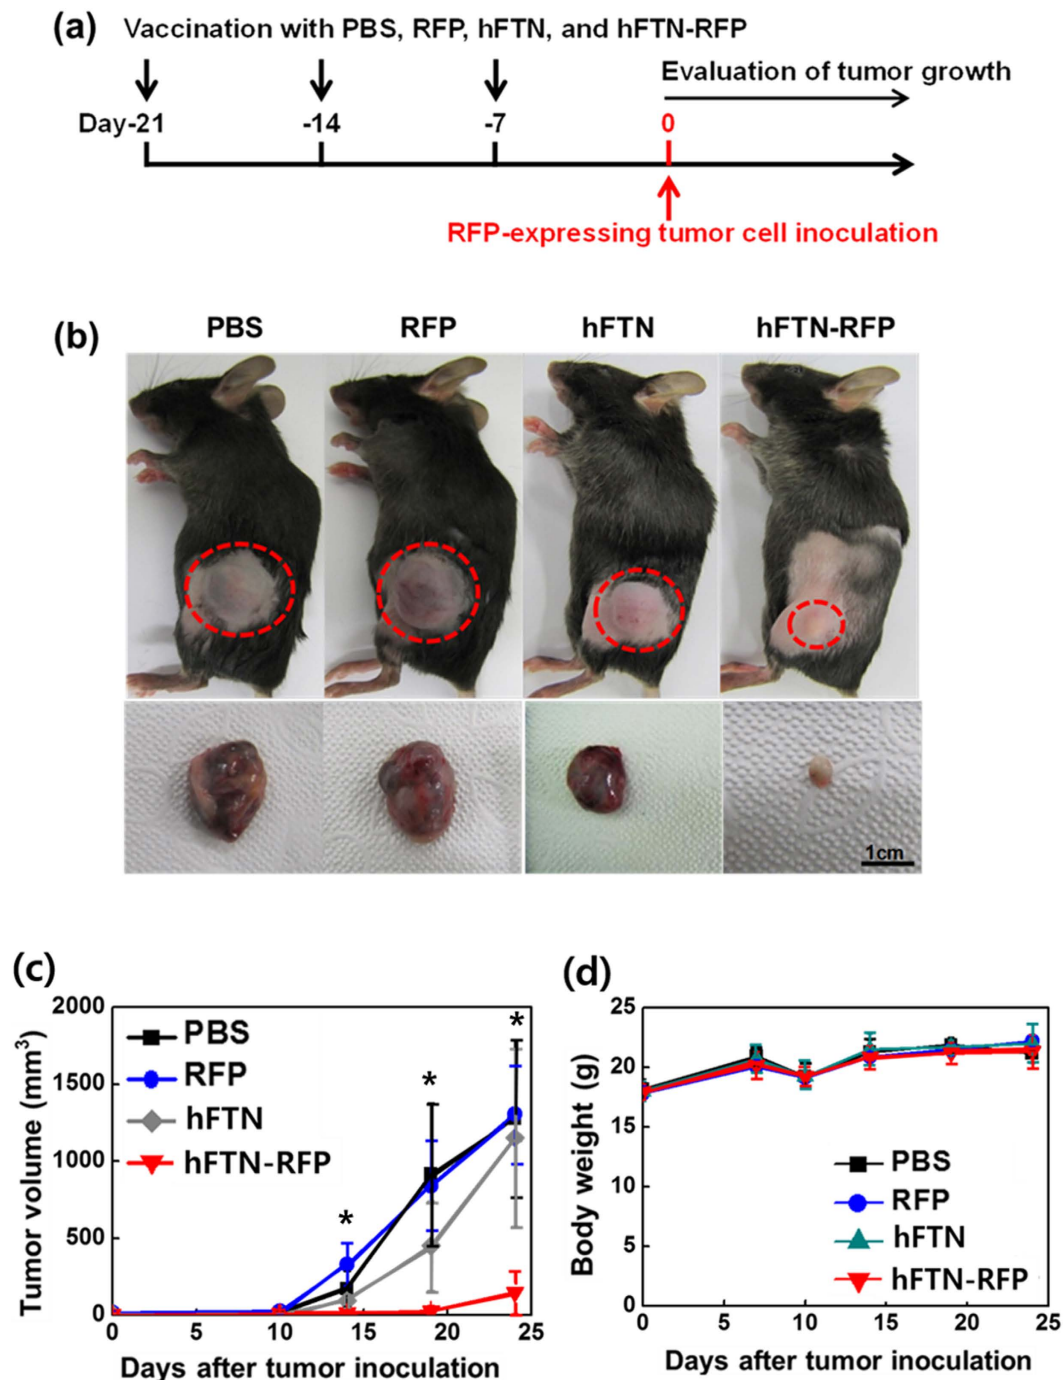 (a) Vaccination with PBS, RFP, hFTN, and hFTN-RFP
Evaluation of tumor growth
Day-21 -14 -7 0
RFP-expressing tumor cell inoculation
(b) PBS RFP hFTN hFTN-RFP
1cm
(c)
2000
1500
1000
500
0
0 5 10 15 20 25
Tumor volume (mm³)
Days after tumor inoculation
PBS
RFP
hFTN
hFTN-RFP
*
*
*
(d)
25
20
15
10
5
0
0 5 10 15 20 25
Body weight (g)
Days after tumor inoculation
PBS
RFP
hFTN
hFTN-RFP